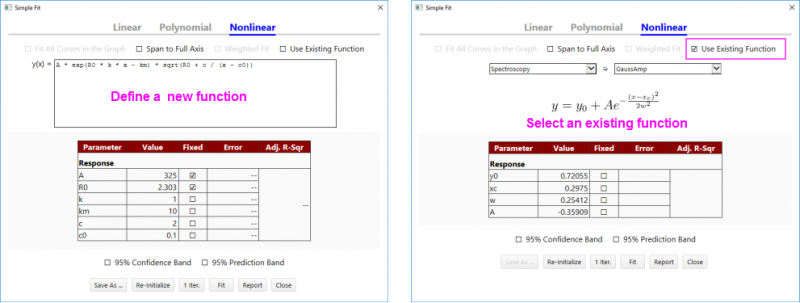 Simple Fit
Linear Polynomial Nonlinear
Fit All Curves in the Graph Span to Full Axis Weighted Fit Use Existing Function
y(x) = A * exp(R0 * k * x - km) * sqrt(R0 + c / (x - c0))
Define a new function
Parameter Value Fixed Error Adj. R-Sqr
Response
A 325 --
R0 2.303 --
k 1 --
--
km 10 --
c 2 --
c0 0.1 --
95% Confidence Band 95% Prediction Band
Save As ... Re-Initialize 1 Iter. Fit Report Close
Simple Fit
Linear Polynomial Nonlinear
Fit All Curves in the Graph Span to Full Axis Weighted Fit Use Existing Function
Spectroscopy GaussAmp
y = y₀ + Ae^{-\frac{(x-x_c)^2}{2w^2}}
Select an existing function
Parameter Value Fixed Error Adj. R-Sqr
Response
y0 0.72055
xc 0.2975
w 0.25412
A -0.35909
95% Confidence Band 95% Prediction Band
Save As ... Re-Initialize 1 Iter. Fit Report Close